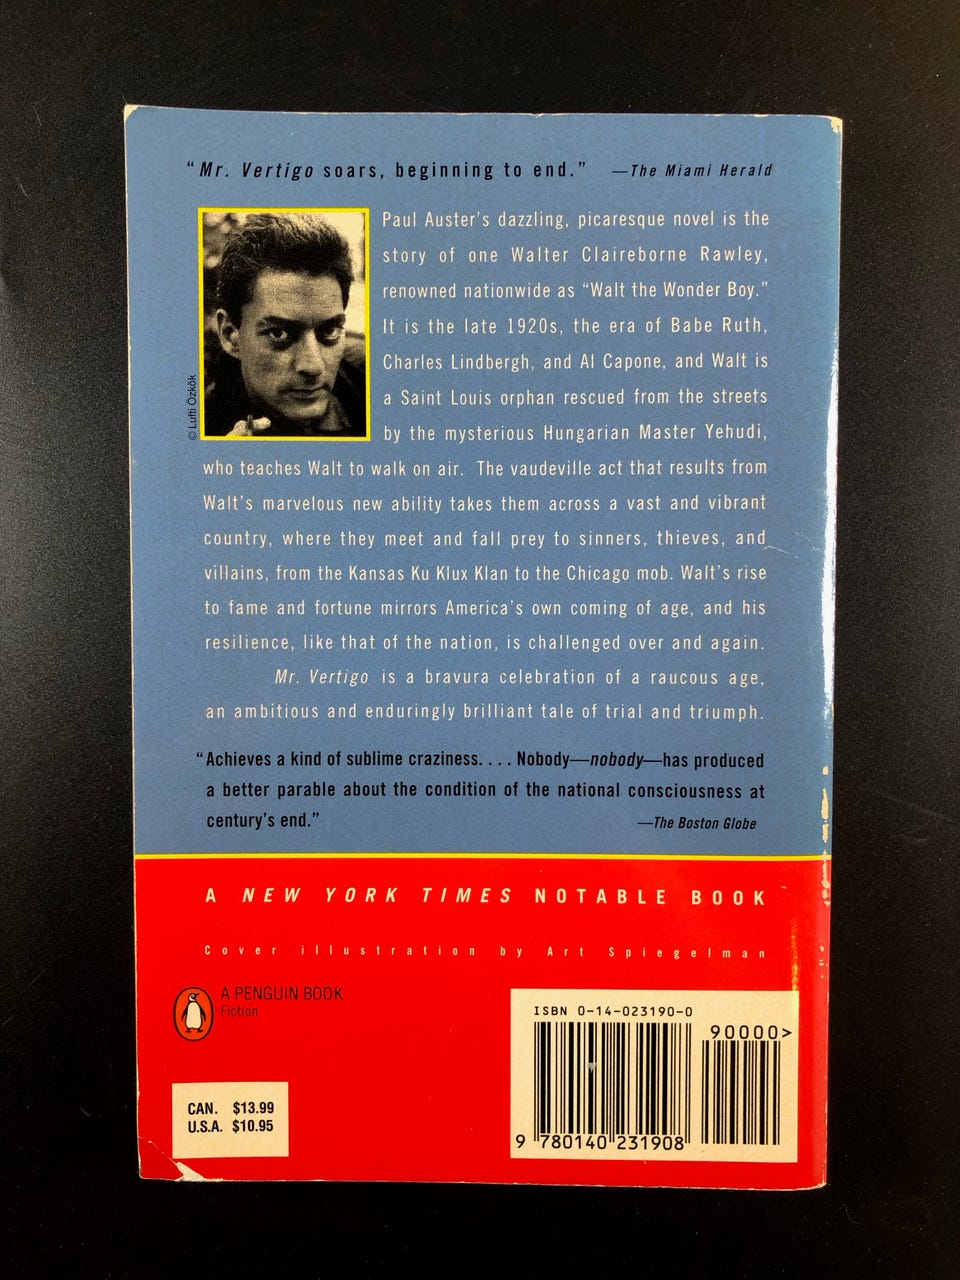 “Mr. Vertigo soars, beginning to end.” —The Miami Herald
Paul Auster's dazzling, picaresque novel is the
story of one Walter Claireborne Rawley,
renowned nationwide as “Walt the Wonder Boy.”
It is the late 1920s, the era of Babe Ruth,
Charles Lindbergh, and Al Capone, and Walt is
a Saint Louis orphan rescued from the streets
by the mysterious Hungarian Master Yehudi,
who teaches Walt to walk on air. The vaudeville act that results from
Walt's marvelous new ability takes them across a vast and vibrant
country, where they meet and fall prey to sinners, thieves, and
villains, from the Kansas Ku Klux Klan to the Chicago mob. Walt's rise
to fame and fortune mirrors America's own coming of age, and his
resilience, like that of the nation, is challenged over and again.
Mr. Vertigo is a bravura celebration of a raucous age,
an ambitious and enduringly brilliant tale of trial and triumph.
© Lufti Özkök
“Achieves a kind of sublime craziness. . . . Nobody—nobody—has produced
a better parable about the condition of the national consciousness at
century's end.” —The Boston Globe
A NEW YORK TIMES NOTABLE BOOK
Cover illustration by Art Spiegelman
A PENGUIN BOOK
Fiction
CAN. $13.99
U.S.A. $10.95
ISBN 0-14-023190-0
90000>
9 780140 231908